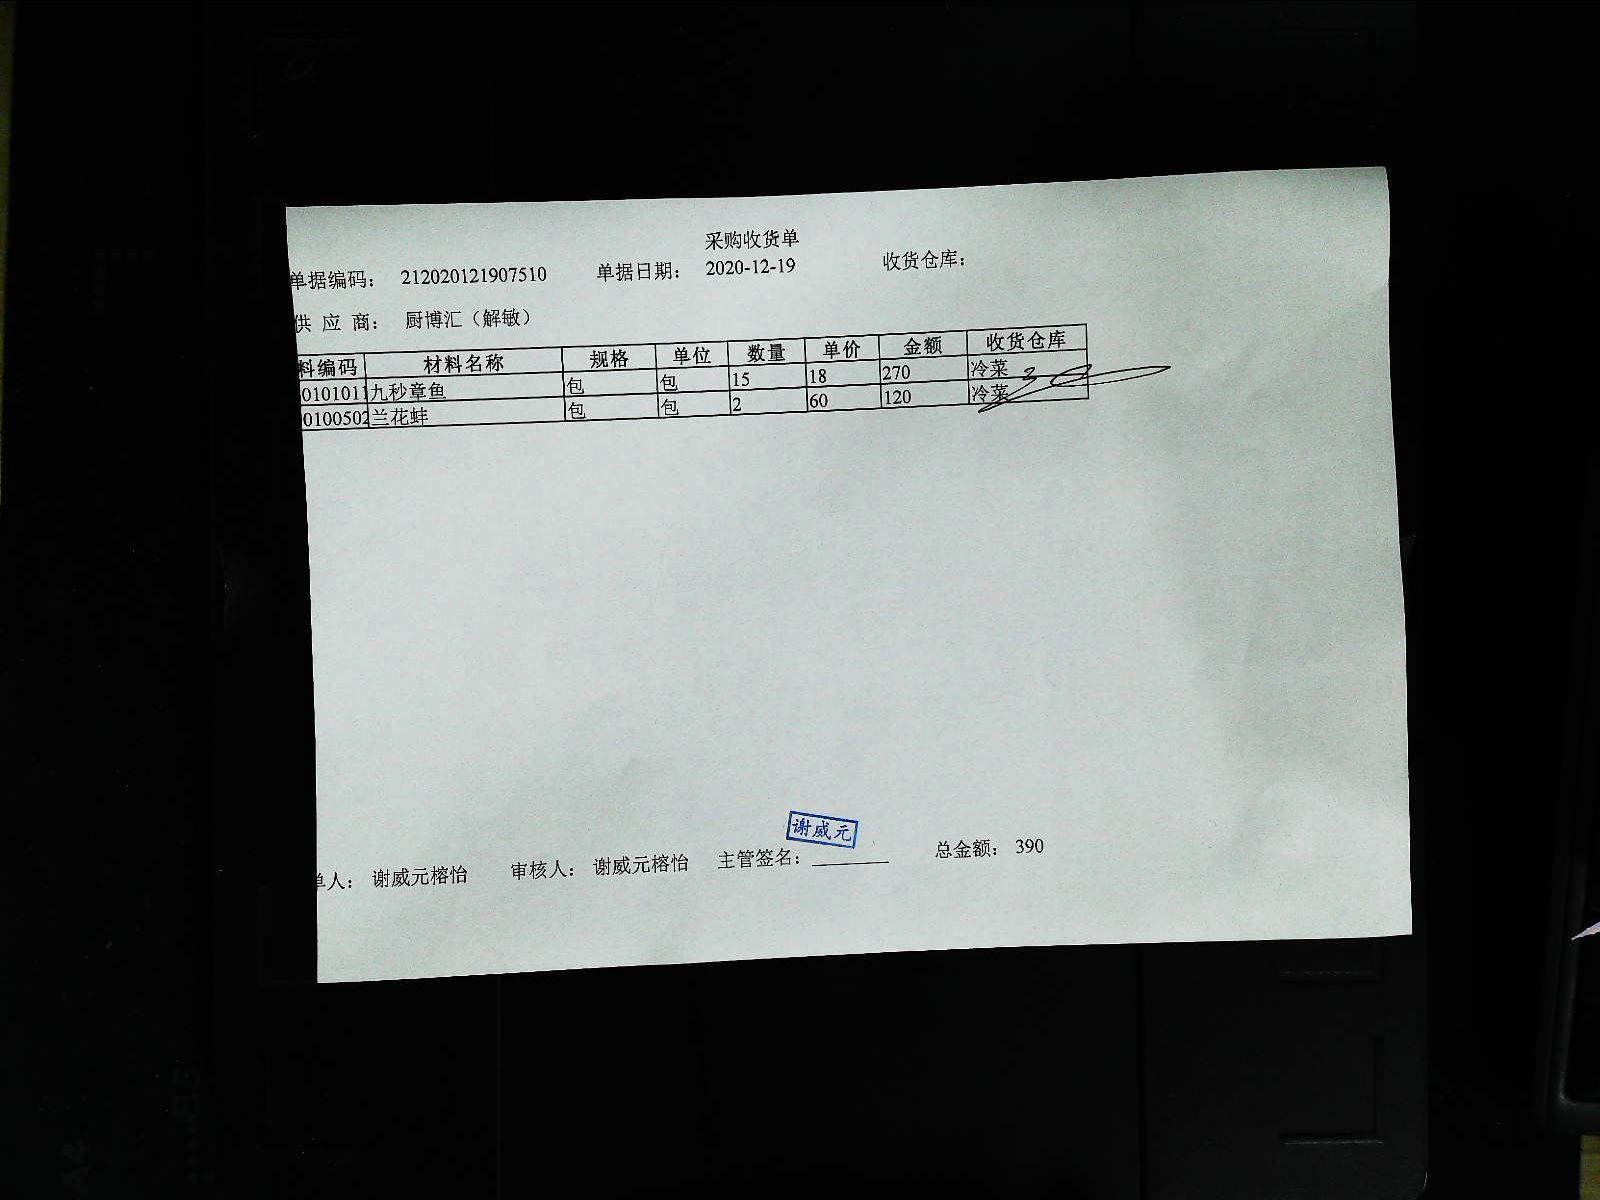 采购收货单
单据编码： 212020121907510 单据日期： 2020-12-19 收货仓库：
供 应 商： 厨博汇（解敏）
料编码 材料名称 规格 单位 数量 单价 金额 收货仓库
0101011 九秒章鱼 包 包 15 18 270 冷菜
0100502 兰花蚌 包 包 2 60 120 冷菜
谢威元
单人： 谢威元榕怡 审核人： 谢威元榕怡 主管签名： 总金额： 390